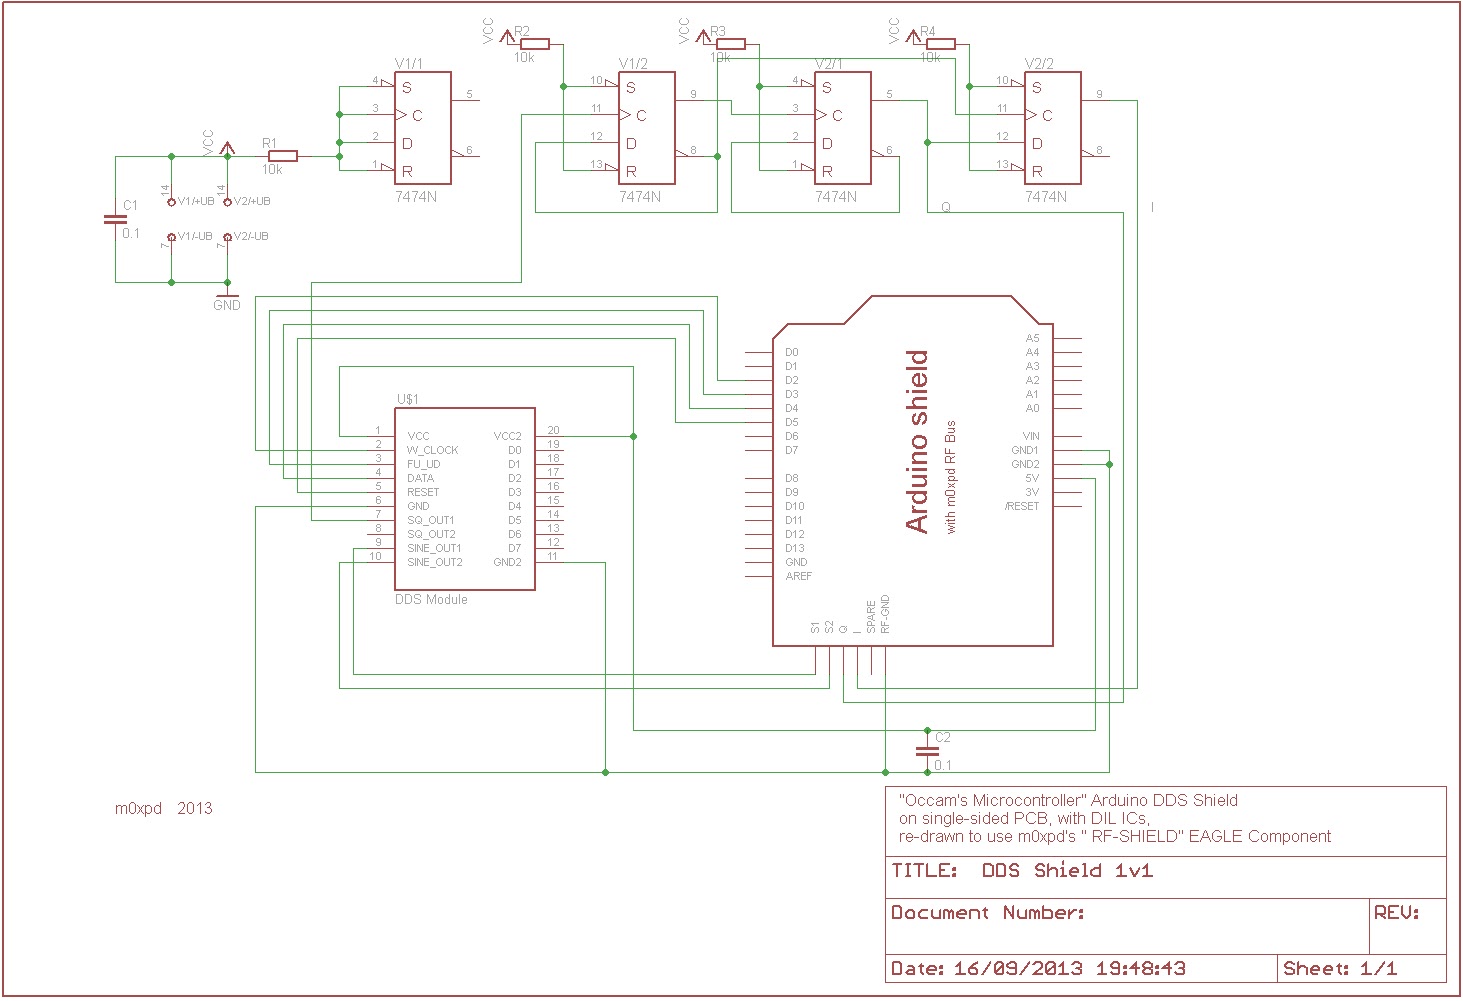 VCC
R2
10k
VCC
R3
10k
VCC
R4
10k
V1/1
4
S
3
C
2
D
1
R
5
6
7474N
V1/2
10
S
11
C
12
D
13
R
9
8
7474N
V2/1
4
S
3
C
2
D
1
R
5
6
7474N
V2/2
10
S
11
C
12
D
13
R
9
8
7474N
VCC
R1
10k
C1
0.1
14
V1/+UB
14
V2/+UB
7
V1/-UB
7
V2/-UB
GND
Q
I
U$1
1 VCC
2 W_CLOCK
3 FU_UD
4 DATA
5 RESET
6 GND
7 SQ_OUT1
8 SQ_OUT2
9 SINE_OUT1
10 SINE_OUT2
VCC2 20
D0 19
D1 18
D2 17
D3 16
D4 15
D5 14
D6 13
D7 12
GND2 11
DDS Module
D0
D1
D2
D3
D4
D5
D6
D7
D8
D9
D10
D11
D12
D13
GND
AREF
Arduino shield
with m0xpd RF Bus
A5
A4
A3
A2
A1
A0
VIN
GND1
GND2
5V
3V
/RESET
S1
S2
Q
I
SPARE
RF-GND
C2
0.1
m0xpd 2013
"Occam's Microcontroller" Arduino DDS Shield
on single-sided PCB, with DIL ICs,
re-drawn to use m0xpd's " RF-SHIELD" EAGLE Component
TITLE: DDS Shield 1v1
Document Number:
REV:
Date: 16/09/2013 19:48:43
Sheet: 1/1